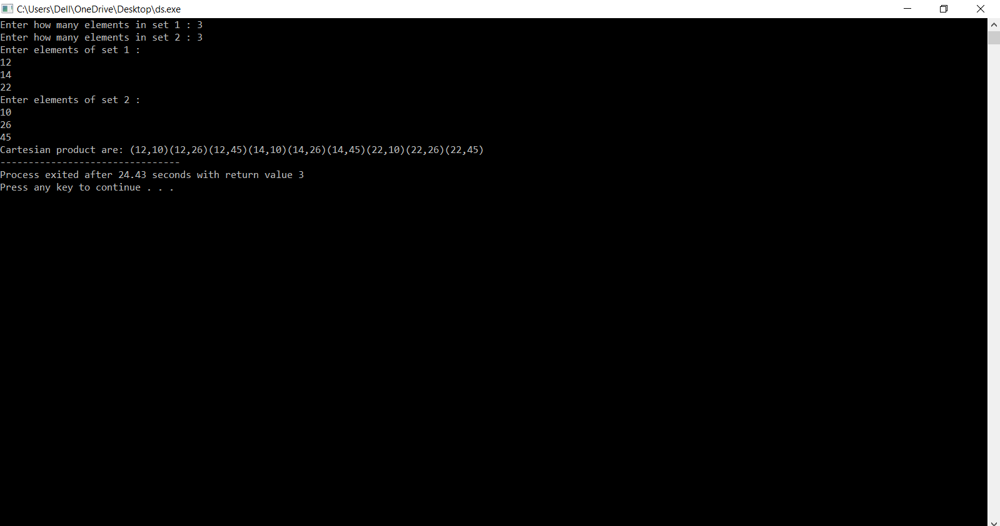 C:\Users\Dell\OneDrive\Desktop\ds.exe
Enter how many elements in set 1 : 3
Enter how many elements in set 2 : 3
Enter elements of set 1 :
12
14
22
Enter elements of set 2 :
10
26
45
Cartesian product are: (12,10)(12,26)(12,45)(14,10)(14,26)(14,45)(22,10)(22,26)(22,45)
--------------------------------
Process exited after 24.43 seconds with return value 3
Press any key to continue . . .